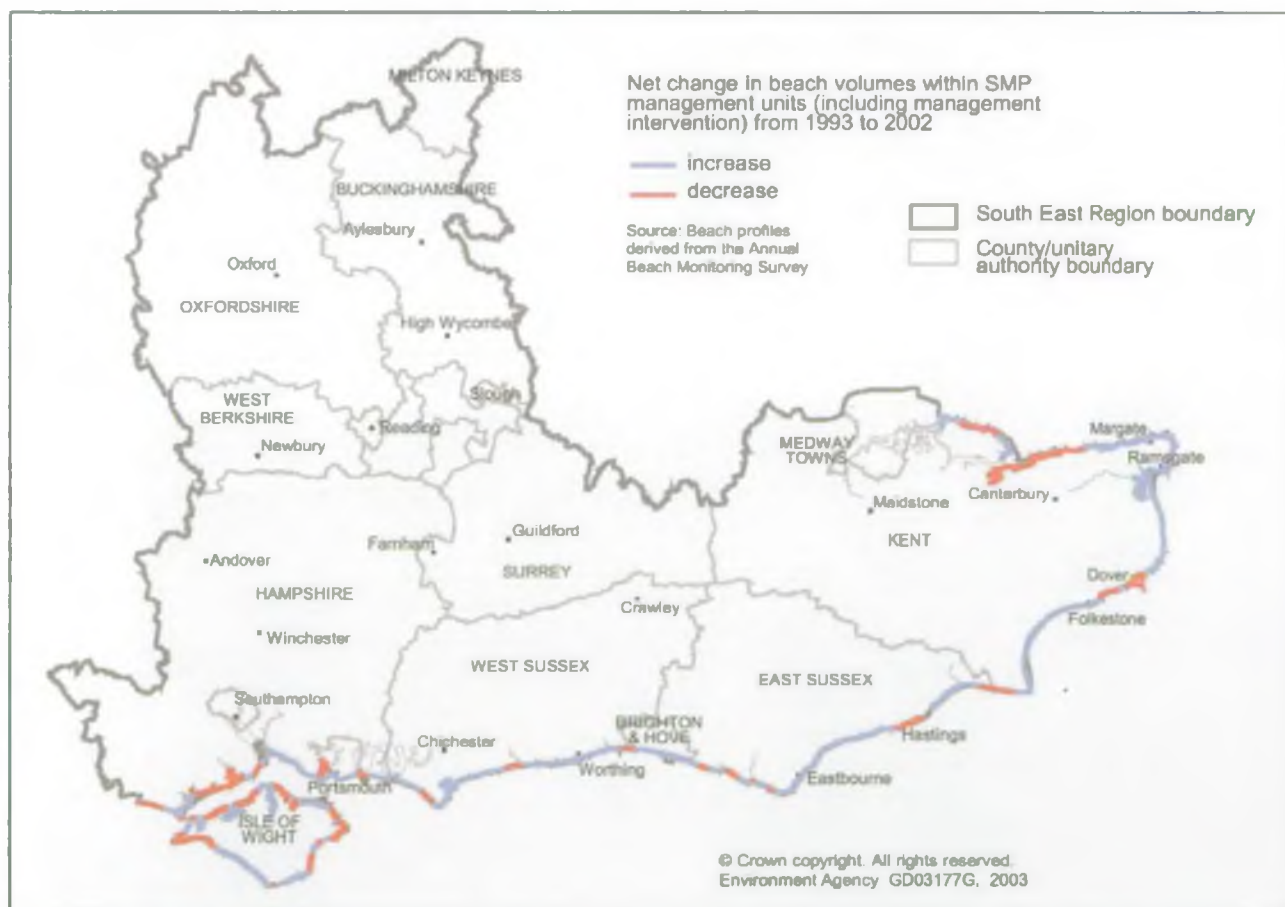 MILTON KEYNES
Net change in beach volumes within SMP
management units (including management
intervention) from 1993 to 2002
increase
decrease
Source: Beach profiles
derived from the Annual
Beach Monitoring Survey
South East Region boundary
County/unitary
authority boundary
BUCKINGHAMSHIRE
Aylesbury
Oxford
OXFORDSHIRE
High Wycombe
Slough
WEST
BERKSHIRE
Reading
Newbury
MEDWAY
TOWNS
Margate
Ramsgate
Canterbury
Maidstone
KENT
Guildford
Farnham
SURREY
Andover
HAMPSHIRE
Dover
Folkestone
Crawley
Winchester
WEST SUSSEX
EAST SUSSEX
Southampton
BRIGHTON
& HOVE
Hastings
Chichester
Worthing
Eastbourne
Portsmouth
ISLE OF
WIGHT
© Crown copyright. All rights reserved.
Environment Agency GD03177G, 2003